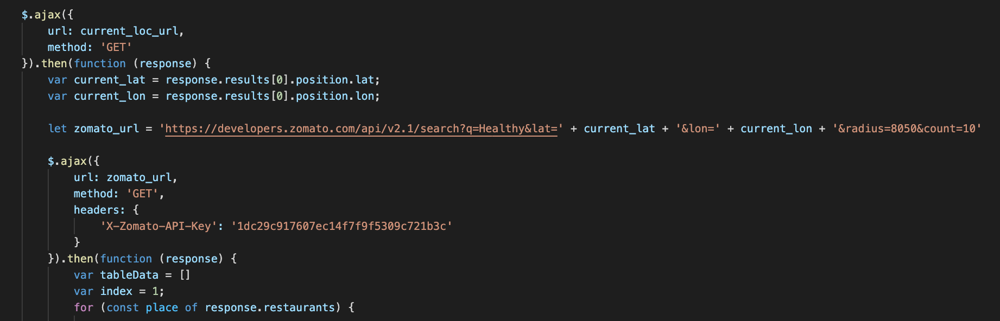 $.ajax({
url: current_loc_url,
method: 'GET'
}).then(function (response) {
var current_lat = response.results[0].position.lat;
var current_lon = response.results[0].position.lon;
let zomato_url = 'https://developers.zomato.com/api/v2.1/search?q=Healthy&lat=' + current_lat + '&lon=' + current_lon + '&radius=8050&count=10'
$.ajax({
url: zomato_url,
method: 'GET',
headers: {
'X-Zomato-API-Key': '1dc29c917607ec14f7f9f5309c721b3c'
}
}).then(function (response) {
var tableData = []
var index = 1;
for (const place of response.restaurants) {